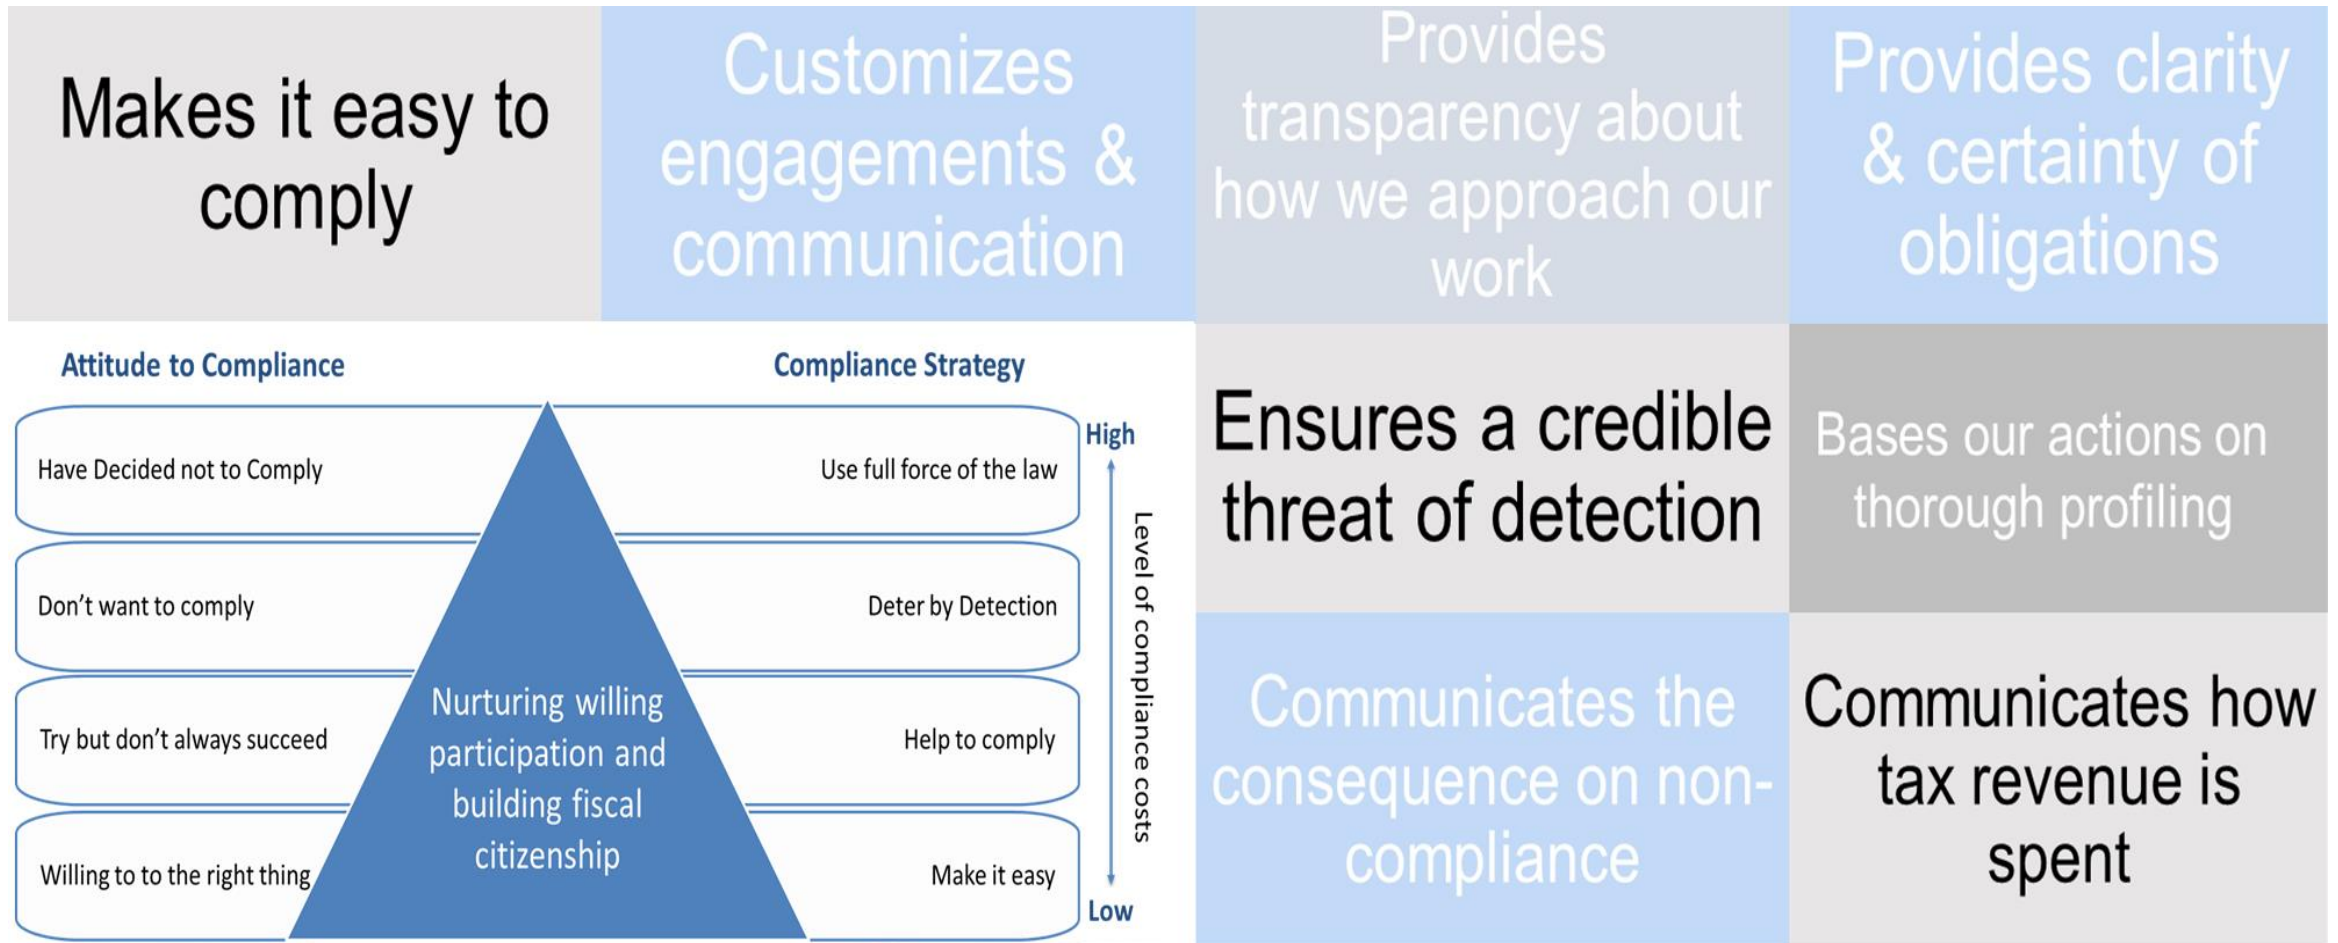 Makes it easy to
comply
Customizes
engagements &
communication
Provides
transparency about
how we approach our
work
Provides clarity
& certainty of
obligations
Attitude to Compliance
Compliance Strategy
Have Decided not to Comply
Use full force of the law
Don't want to comply
Deter by Detection
Try but don't always succeed
Help to comply
Willing to to the right thing
Make it easy
Nurturing willing
participation and
building fiscal
citizenship
High
Level of compliance costs
Low
Ensures a credible
threat of detection
Bases our actions on
thorough profiling
Communicates the
consequence on non-
compliance
Communicates how
tax revenue is
spent